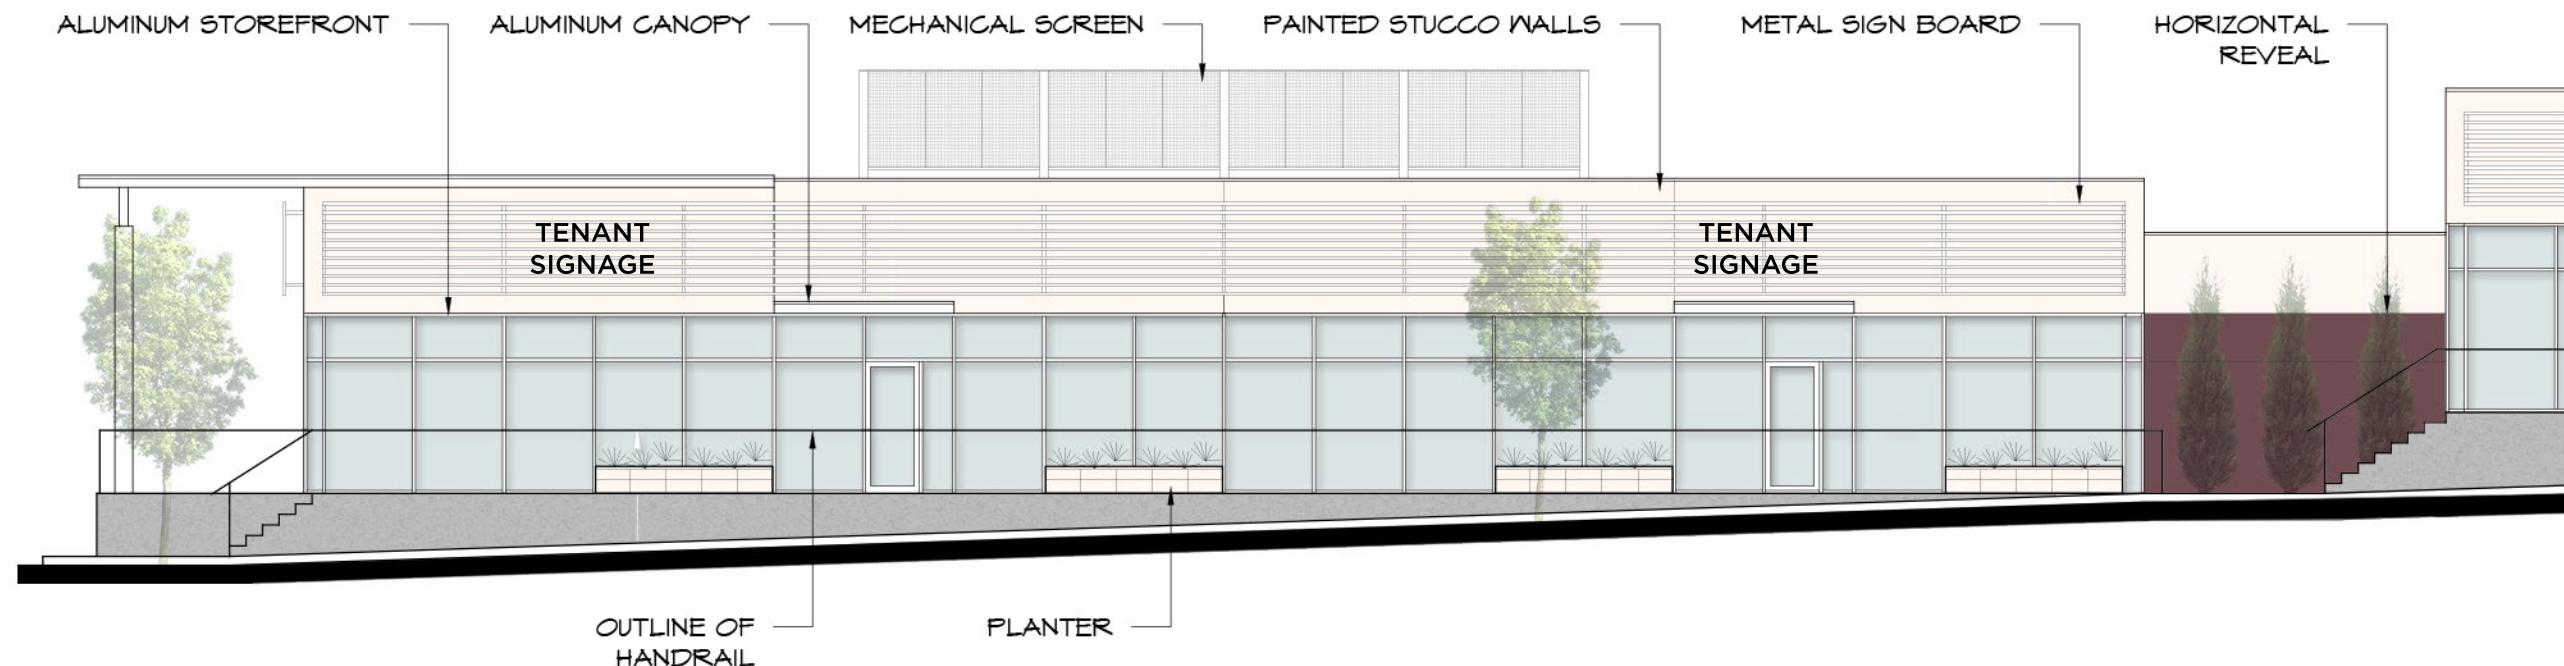 ALUMINUM STOREFRONT
ALUMINUM CANOPY
MECHANICAL SCREEN
PAINTED STUCCO WALLS
METAL SIGN BOARD
HORIZONTAL
REVEAL
TENANT
SIGNAGE
TENANT
SIGNAGE
OUTLINE OF
HANDRAIL
PLANTER